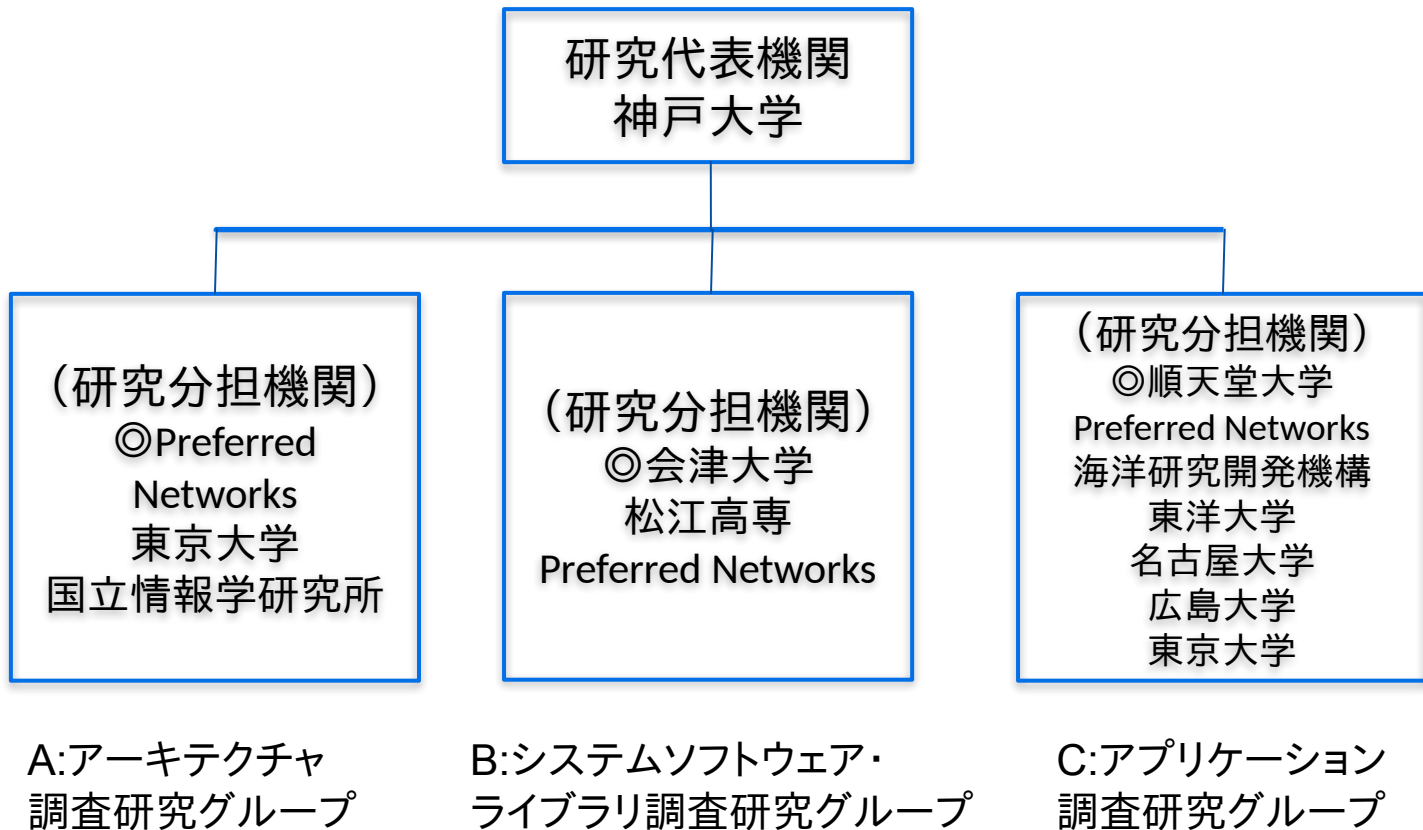 研究代表機関
神戸大学
（研究分担機関）
◎Preferred
Networks
東京大学
国立情報学研究所
（研究分担機関）
◎会津大学
松江高専
Preferred Networks
（研究分担機関）
◎順天堂大学
Preferred Networks
海洋研究開発機構
東洋大学
名古屋大学
広島大学
東京大学
A:アーキテクチャ
調査研究グループ
B:システムソフトウェア・
ライブラリ調査研究グループ
C:アプリケーション
調査研究グループ